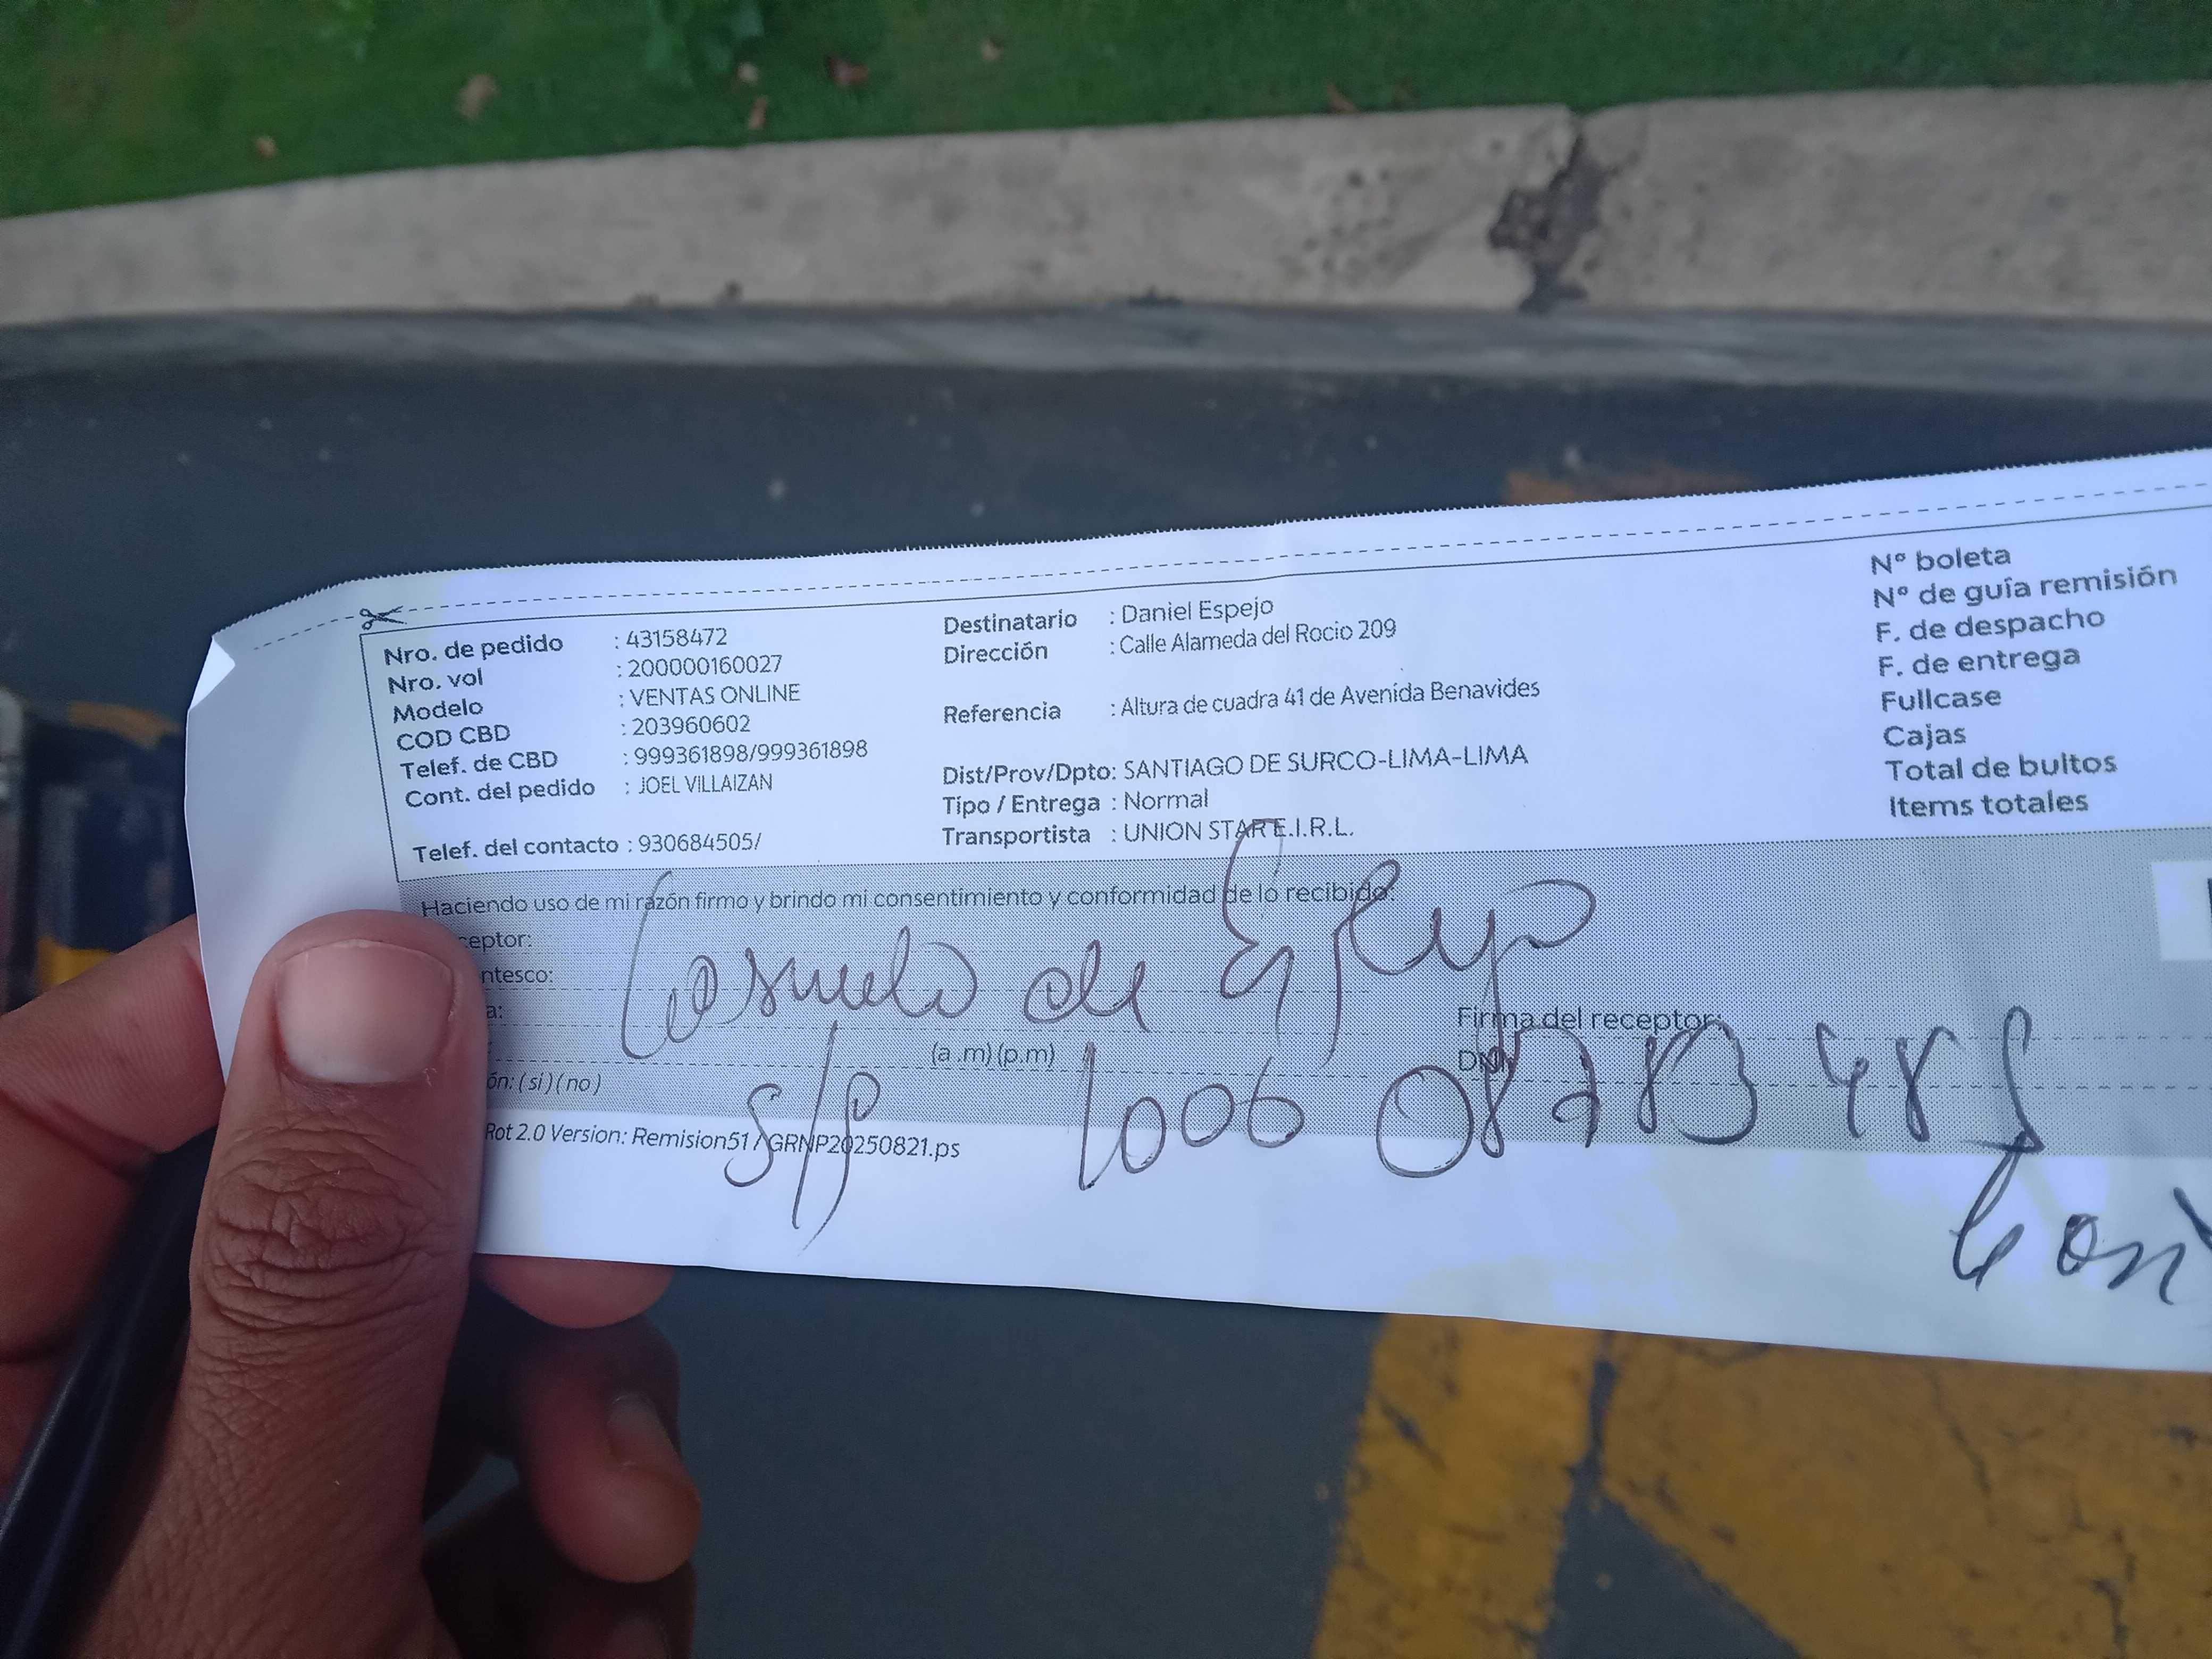 Nro. de pedido : 43158472
Nro. vol : 200000160027
Modelo : VENTAS ONLINE
COD CBD : 203960602
Telef. de CBD : 999361898/999361898
Cont. del pedido : JOEL VILLAIZAN
Telef. del contacto : 930684505/
Destinatario : Daniel Espejo
Dirección : Calle Alameda del Rocio 209
Referencia : Altura de cuadra 41 de Avenida Benavides
Dist/Prov/Dpto: SANTIAGO DE SURCO-LIMA-LIMA
Tipo / Entrega : Normal
Transportista : UNION STAR E.I.R.L.
Nº boleta
Nº de guía remisión
F. de despacho
F. de entrega
Fullcase
Cajas
Total de bultos
Items totales
Haciendo uso de mi razón firmo y brindo mi consentimiento y conformidad de lo recibido.
ceptor:
ntesco:
a:
de
Firma del receptor:
(a .m) (p.m)
DNI
ón: ( si ) ( no )
Rot 2.0 Version: Remision51 / GRNP20250821.ps